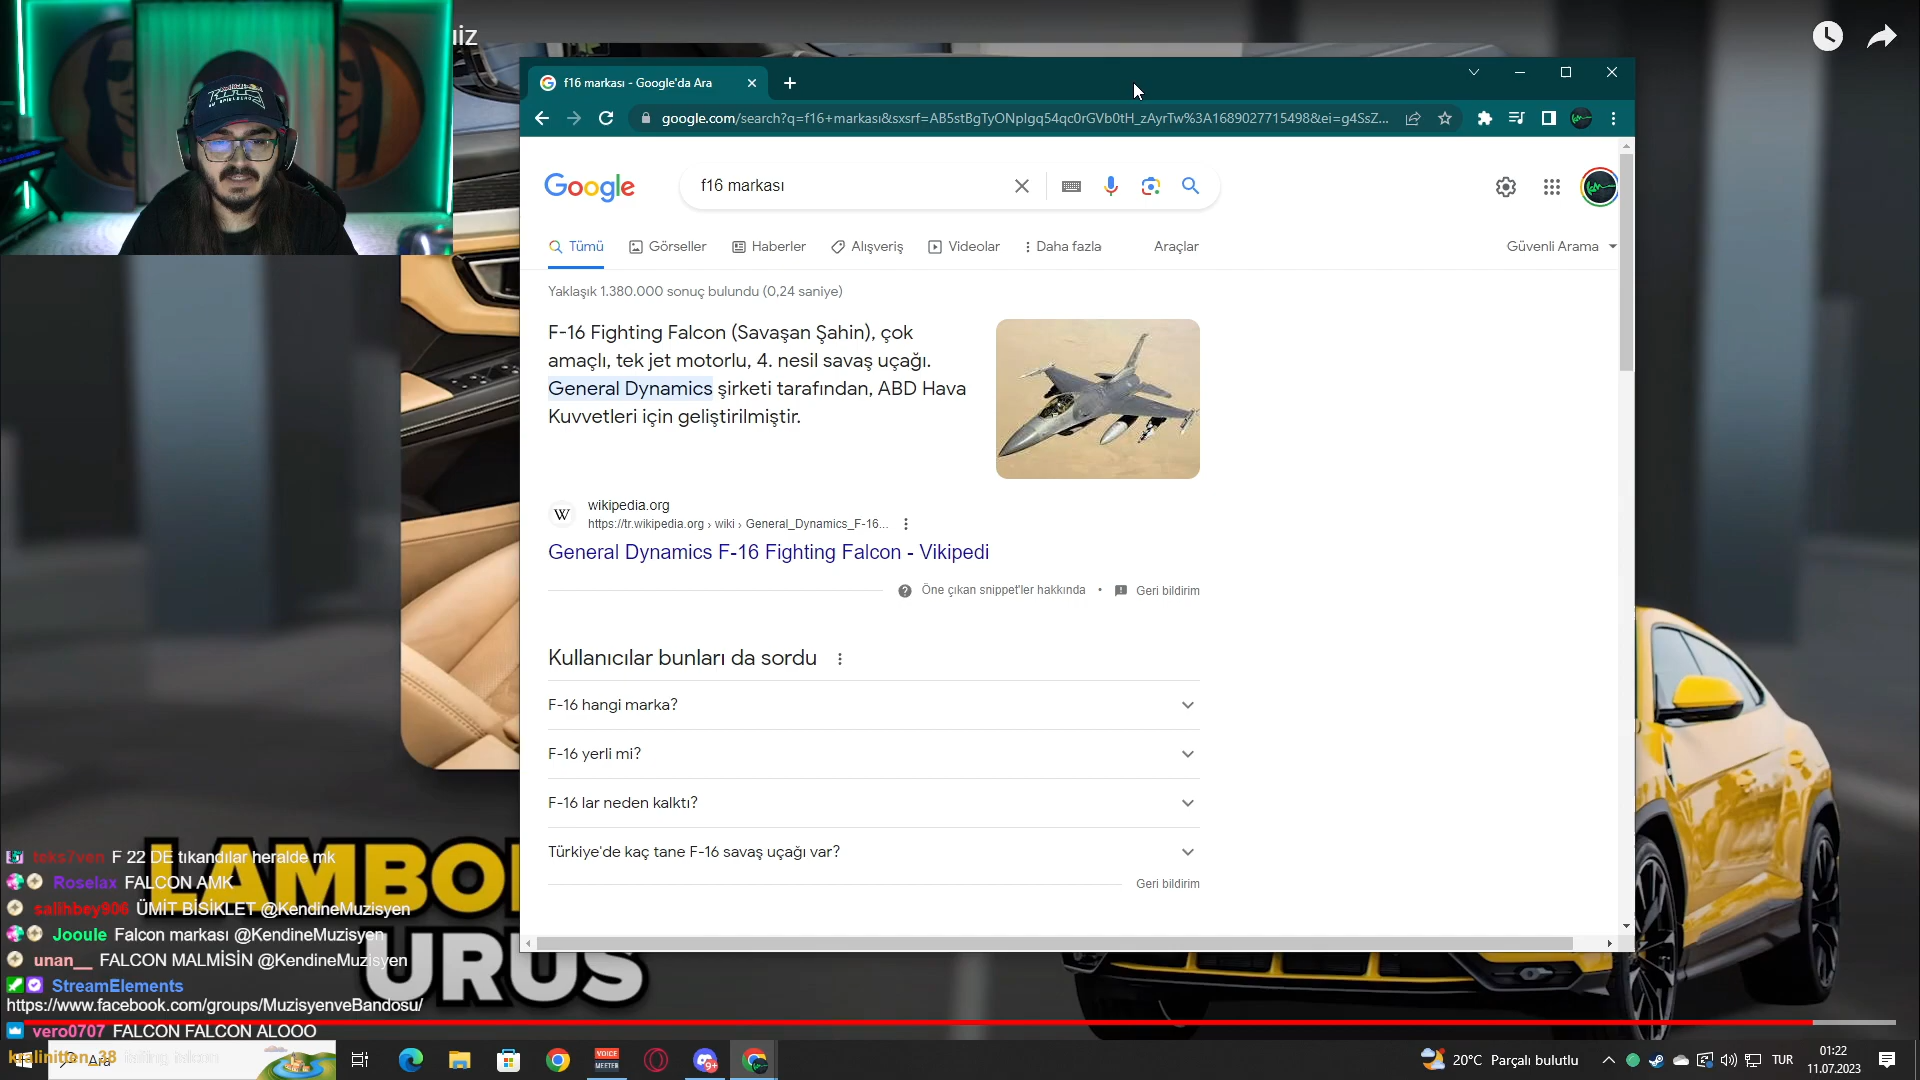 uiz
f16 markası - Google'da Ara
google.com/search?q=f16+markası&sxsrf=AB5stBgTyONplgq54qc0rGVb0tH_zAyrTw%3A1689027715498&ei=g4SsZ...
Google
f16 markası
Tümü
Görseller
Haberler
Alışveriş
Videolar
Daha fazla
Araçlar
Güvenli Arama
Yaklaşık 1.380.000 sonuç bulundu (0,24 saniye)
F-16 Fighting Falcon (Savaşan Şahin), çok
amaçlı, tek jet motorlu, 4. nesil savaş uçağı.
General Dynamics şirketi tarafından, ABD Hava
Kuvvetleri için geliştirilmiştir.
W
wikipedia.org
https://tr.wikipedia.org › wiki › General_Dynamics_F-16...
General Dynamics F-16 Fighting Falcon - Vikipedi
Öne çıkan snippet'ler hakkında • Geri bildirim
Kullanıcılar bunları da sordu
F-16 hangi marka?
F-16 yerli mi?
F-16 lar neden kalktı?
Türkiye'de kaç tane F-16 savaş uçağı var?
Geri bildirim
LAMBO
URUS
toks7ven F 22 DE tıkandılar heralde mk
Roselax FALCON AMK
salihbey906 ÜMİT BİSİKLET @KendineMuzisyen
Jooule Falcon markası @KendineMuzisyen
unan__ FALCON MALMİSİN @KendineMuzisyen
StreamElements
https://www.facebook.com/groups/MuzisyenveBandosu/
vero0707 FALCON FALCON ALOOO
Ara
VOICE
MEETER
9+
20°C Parçalı bulutlu
TUR
01:22
11.07.2023